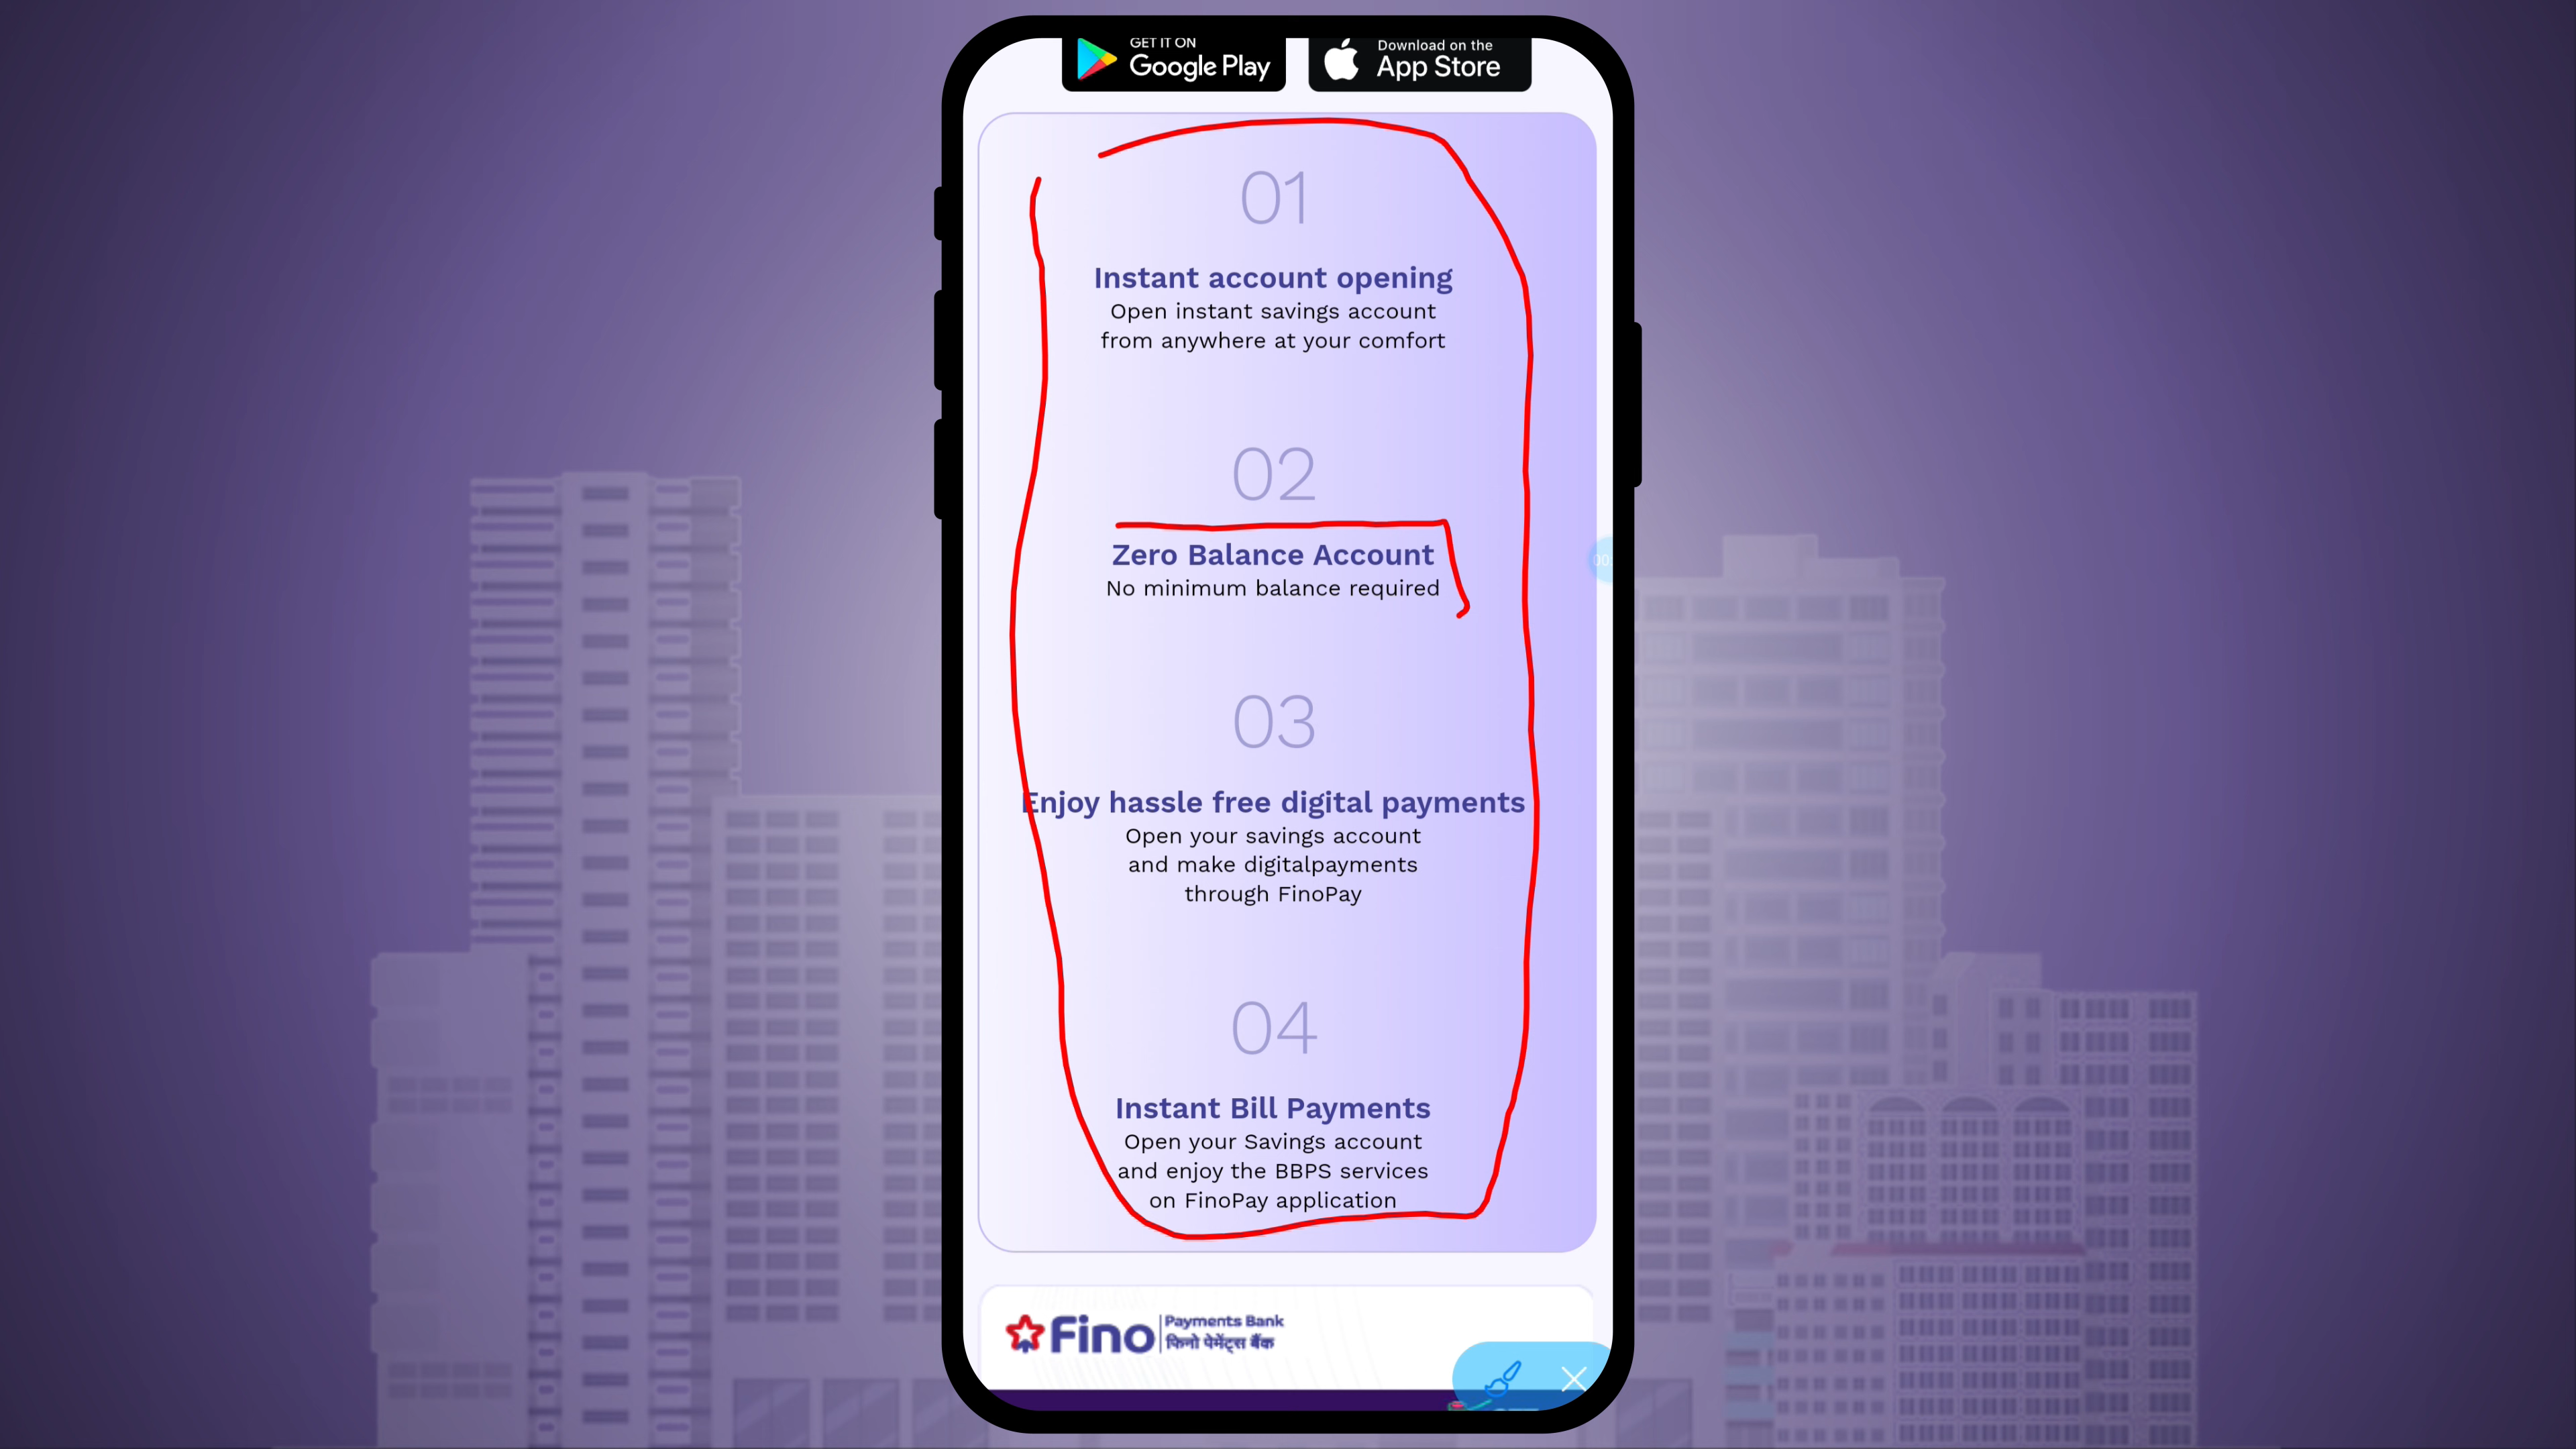 GET IT ON
Google Play
Download on the
App Store
01
Instant account opening
Open instant savings account
from anywhere at your comfort
02
Zero Balance Account
No minimum balance required
03
Enjoy hassle free digital payments
Open your savings account
and make digitalpayments
through FinoPay
04
Instant Bill Payments
Open your Savings account
and enjoy the BBPS services
on FinoPay application
Fino
Payments Bank
फिनो पेमेंट्स बैंक